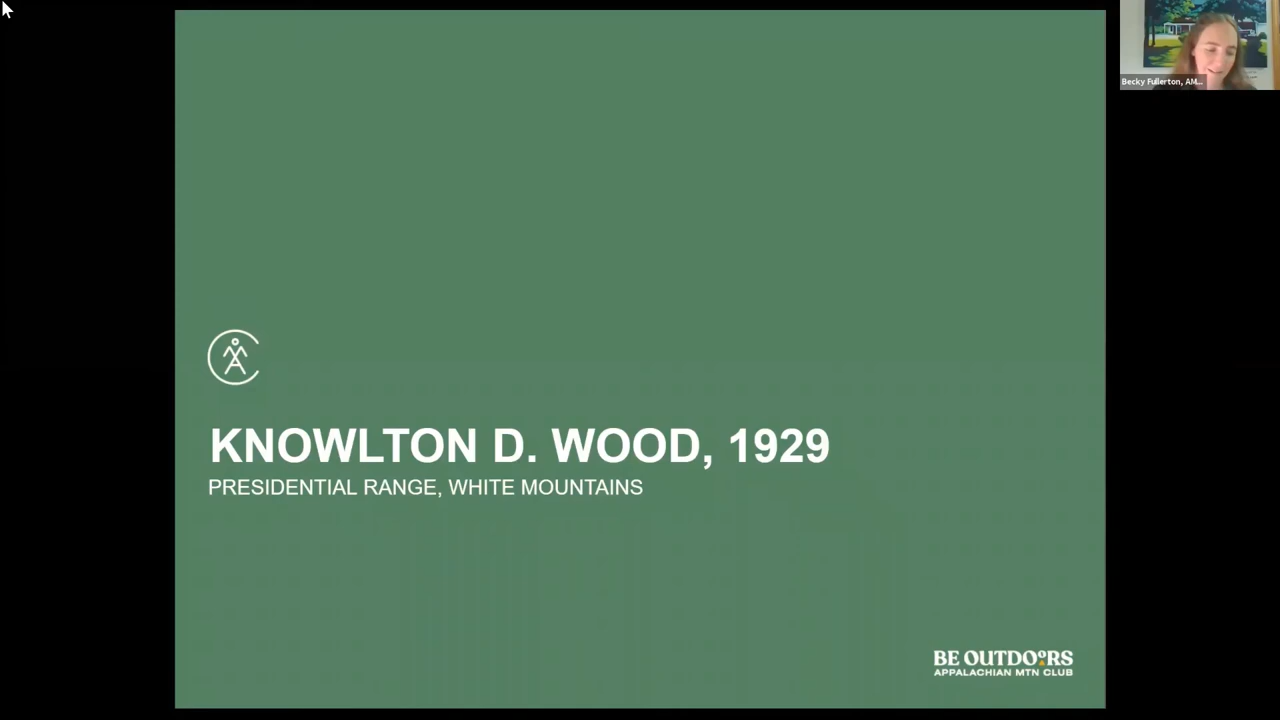 Becky Fullerton, AM...
KNOWLTON D. WOOD, 1929
PRESIDENTIAL RANGE, WHITE MOUNTAINS
BE OUTDOORS
APPALACHIAN MTN CLUB